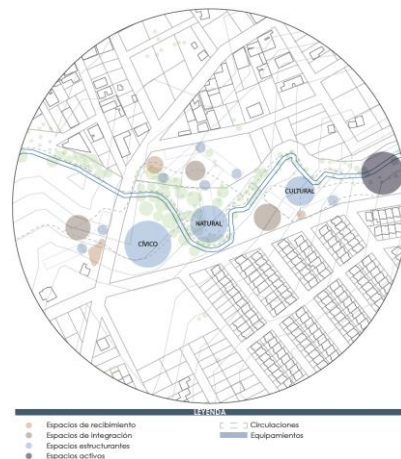 CULTURAL
NATURAL
CÍVICO
LEYENDA
Espacios de recibimiento
Espacios de integración
Espacios estructurantes
Espacios activos
Circulaciones
Equipamientos